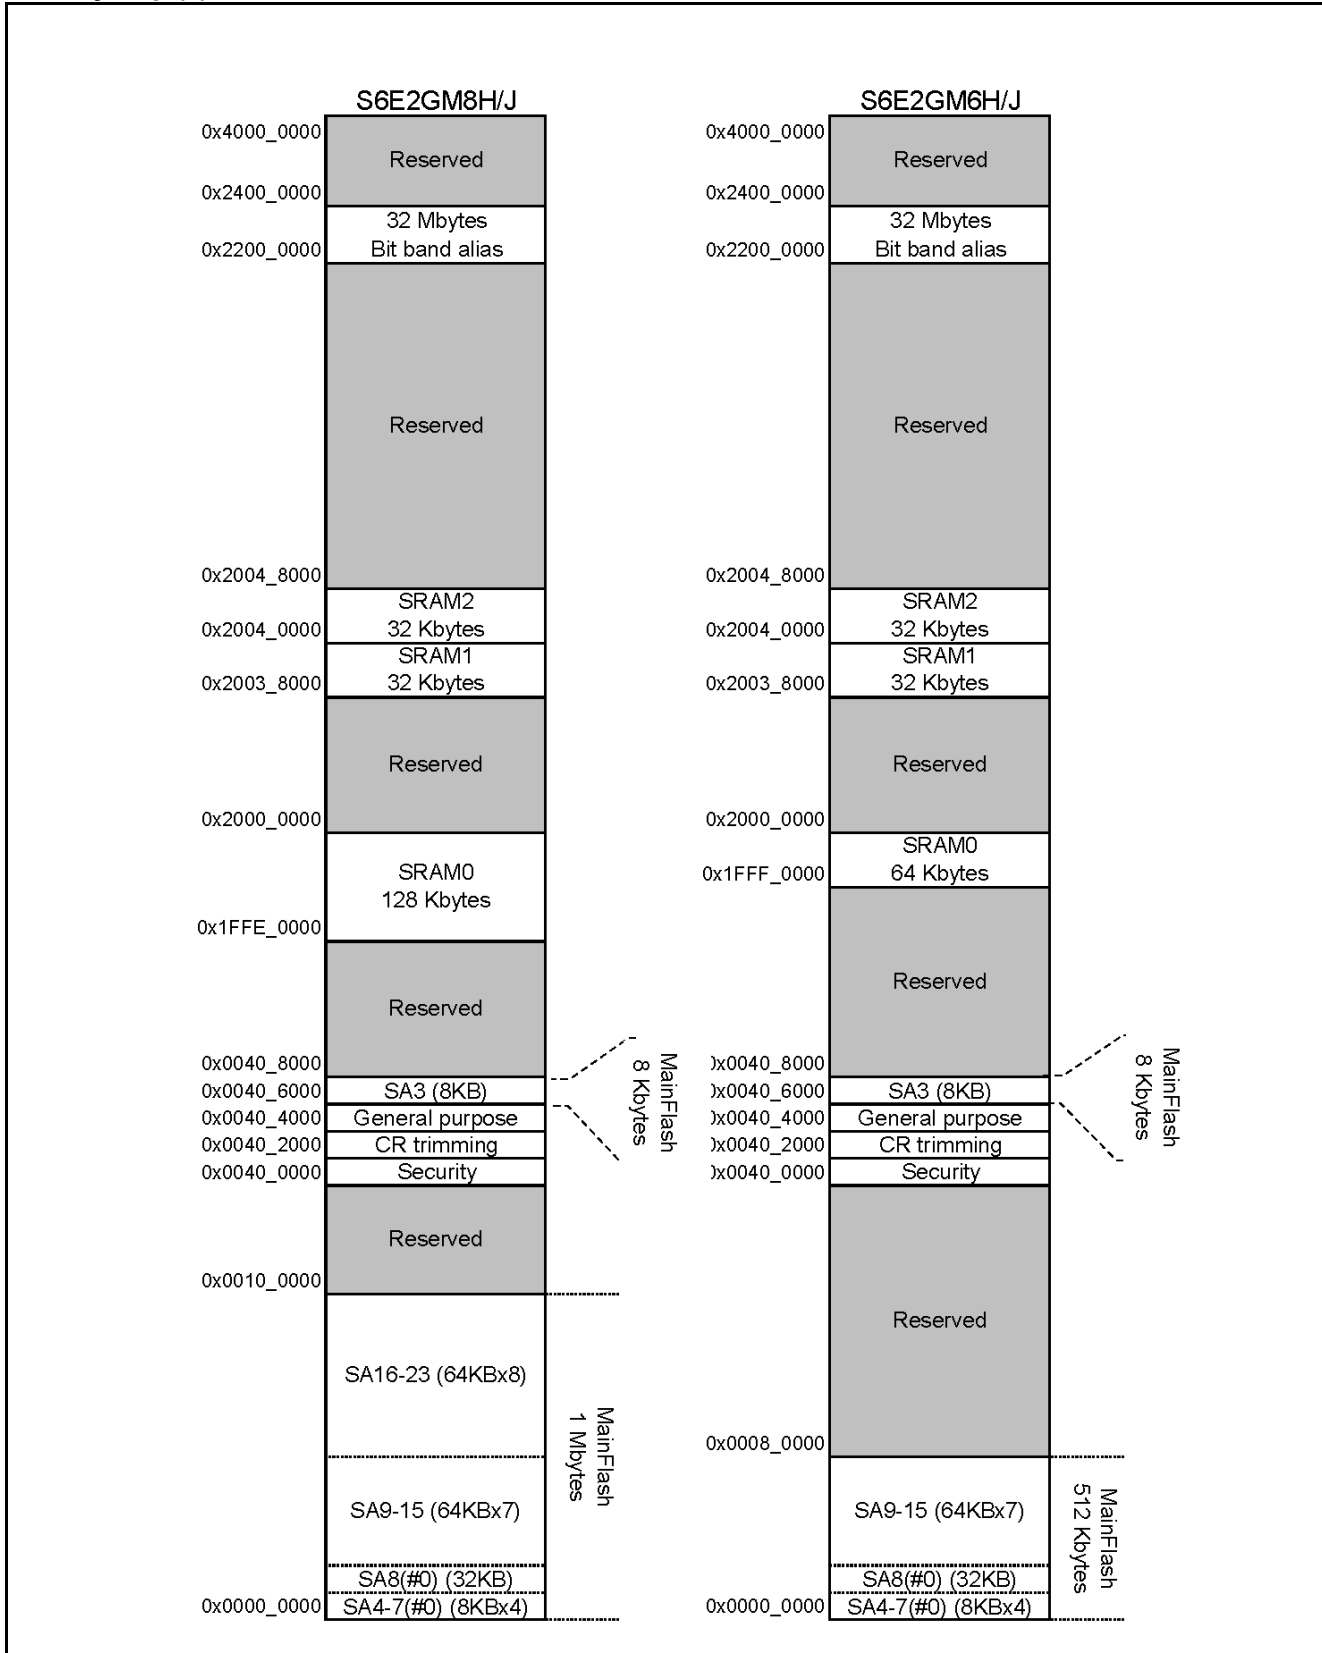 S6E2GM8H/J
0x4000_0000
Reserved
0x2400_0000
32 Mbytes
0x2200_0000
Bit band alias
Reserved
0x2004_8000
SRAM2
0x2004_0000
32 Kbytes
SRAM1
0x2003_8000
32 Kbytes
Reserved
0x2000_0000
SRAM0
128 Kbytes
0x1FFE_0000
Reserved
0x0040_8000
0x0040_6000
SA3 (8KB)
0x0040_4000
General purpose
0x0040_2000
CR trimming
0x0040_0000
Security
MainFlash
8 Kbytes
Reserved
0x0010_0000
SA16-23 (64KBx8)
SA9-15 (64KBx7)
SA8(#0) (32KB)
0x0000_0000
SA4-7(#0) (8KBx4)
MainFlash
1 Mbytes
S6E2GM6H/J
0x4000_0000
Reserved
0x2400_0000
32 Mbytes
0x2200_0000
Bit band alias
Reserved
0x2004_8000
SRAM2
0x2004_0000
32 Kbytes
SRAM1
0x2003_8000
32 Kbytes
Reserved
0x2000_0000
SRAM0
0x1FFF_0000
64 Kbytes
Reserved
x0040_8000
x0040_6000
SA3 (8KB)
x0040_4000
General purpose
x0040_2000
CR trimming
x0040_0000
Security
MainFlash
8 Kbytes
Reserved
0x0008_0000
SA9-15 (64KBx7)
SA8(#0) (32KB)
0x0000_0000
SA4-7(#0) (8KBx4)
MainFlash
512 Kbytes